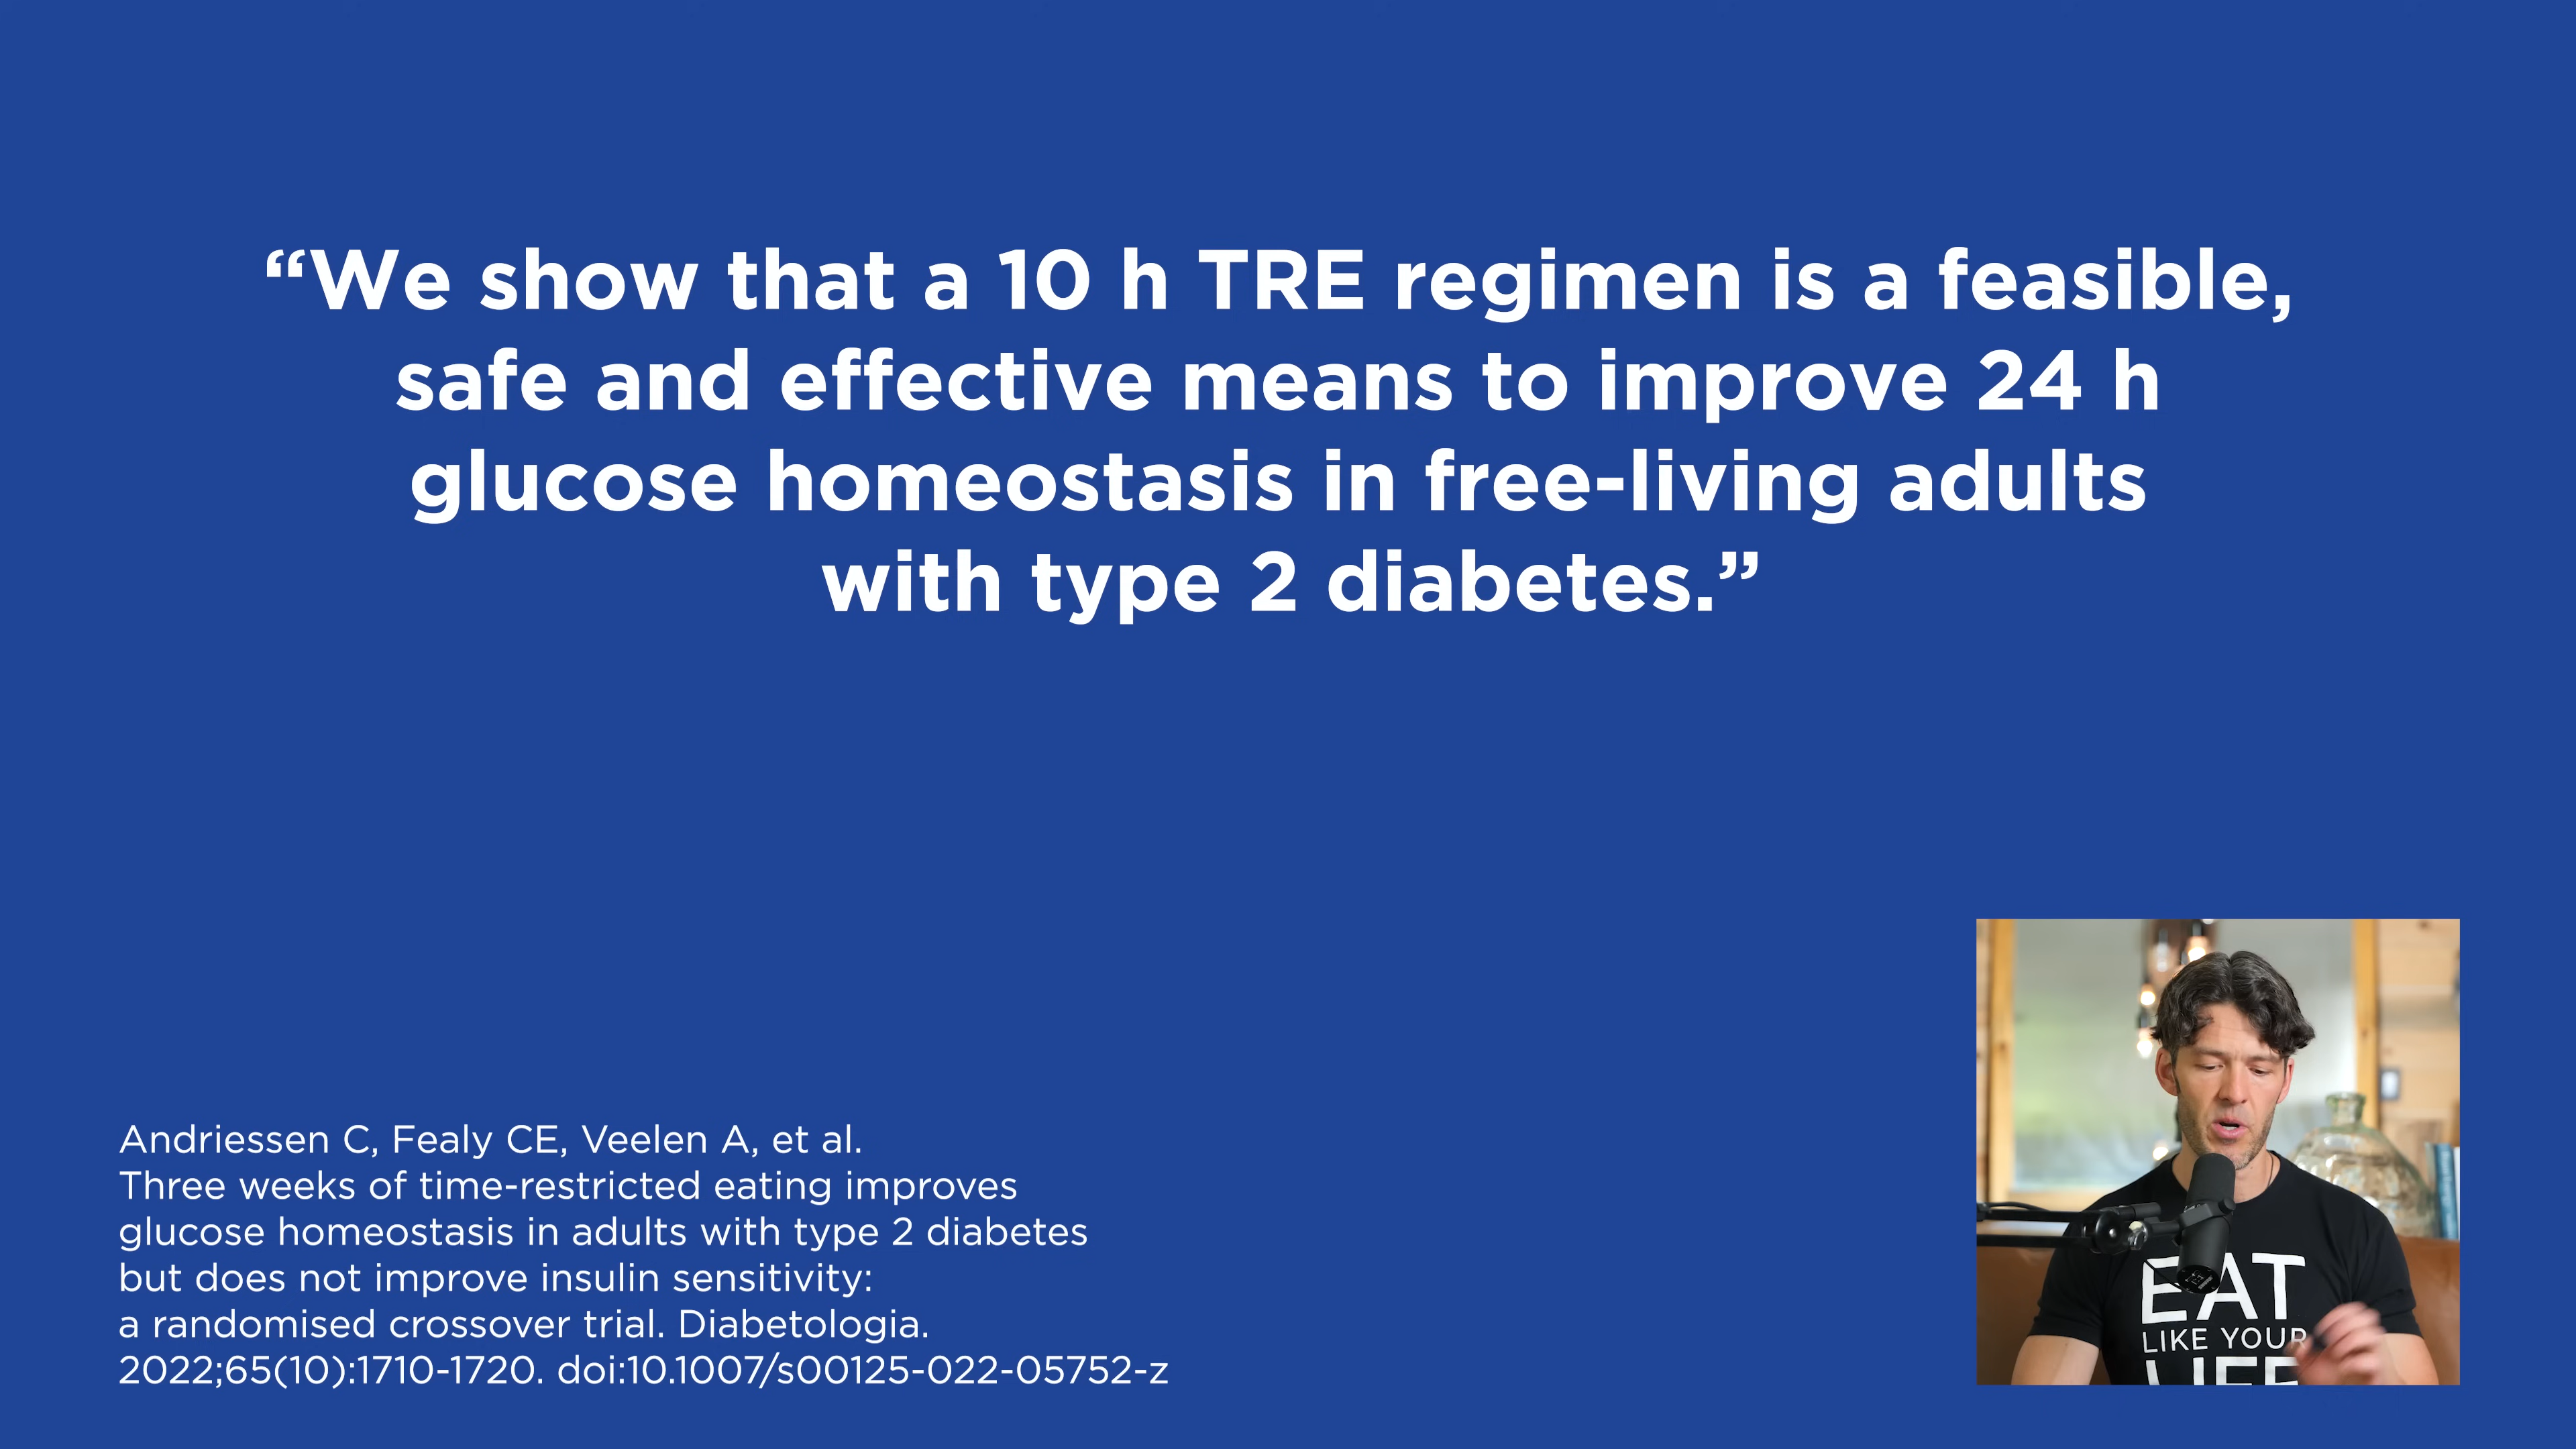 “We show that a 10 h TRE regimen is a feasible,
safe and effective means to improve 24 h
glucose homeostasis in free-living adults
with type 2 diabetes.”
Andriessen C, Fealy CE, Veelen A, et al.
Three weeks of time-restricted eating improves
glucose homeostasis in adults with type 2 diabetes
but does not improve insulin sensitivity:
a randomised crossover trial. Diabetologia.
2022;65(10):1710-1720. doi:10.1007/s00125-022-05752-z
EAT
LIKE YOUR
LIFE